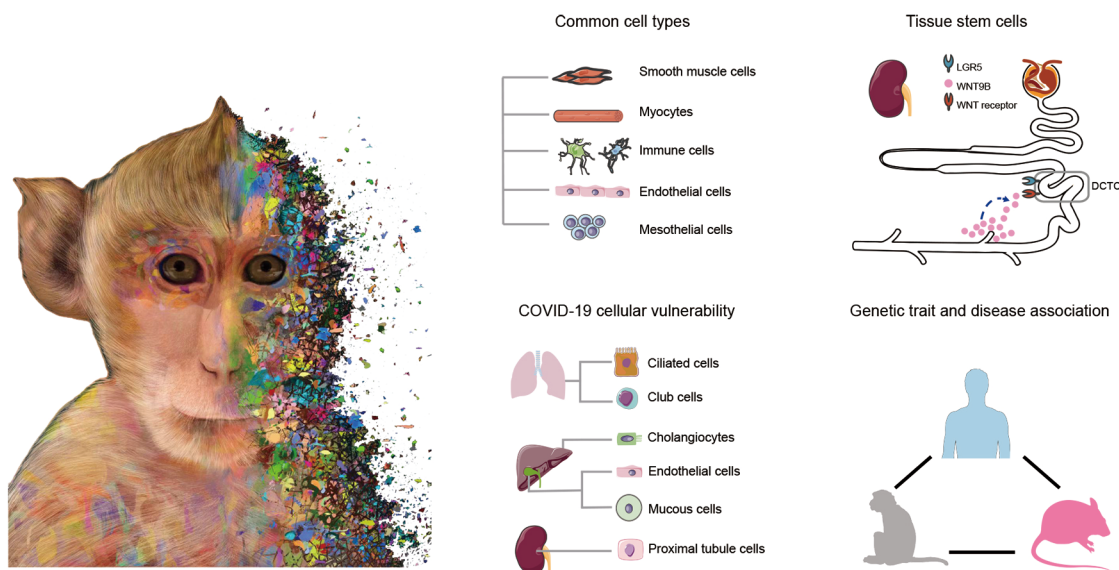 Common cell types
Smooth muscle cells
Myocytes
Immune cells
Endothelial cells
Mesothelial cells
Tissue stem cells
LGR5
WNT9B
WNT receptor
DCTC
COVID-19 cellular vulnerability
Ciliated cells
Club cells
Cholangiocytes
Endothelial cells
Mucous cells
Proximal tubule cells
Genetic trait and disease association